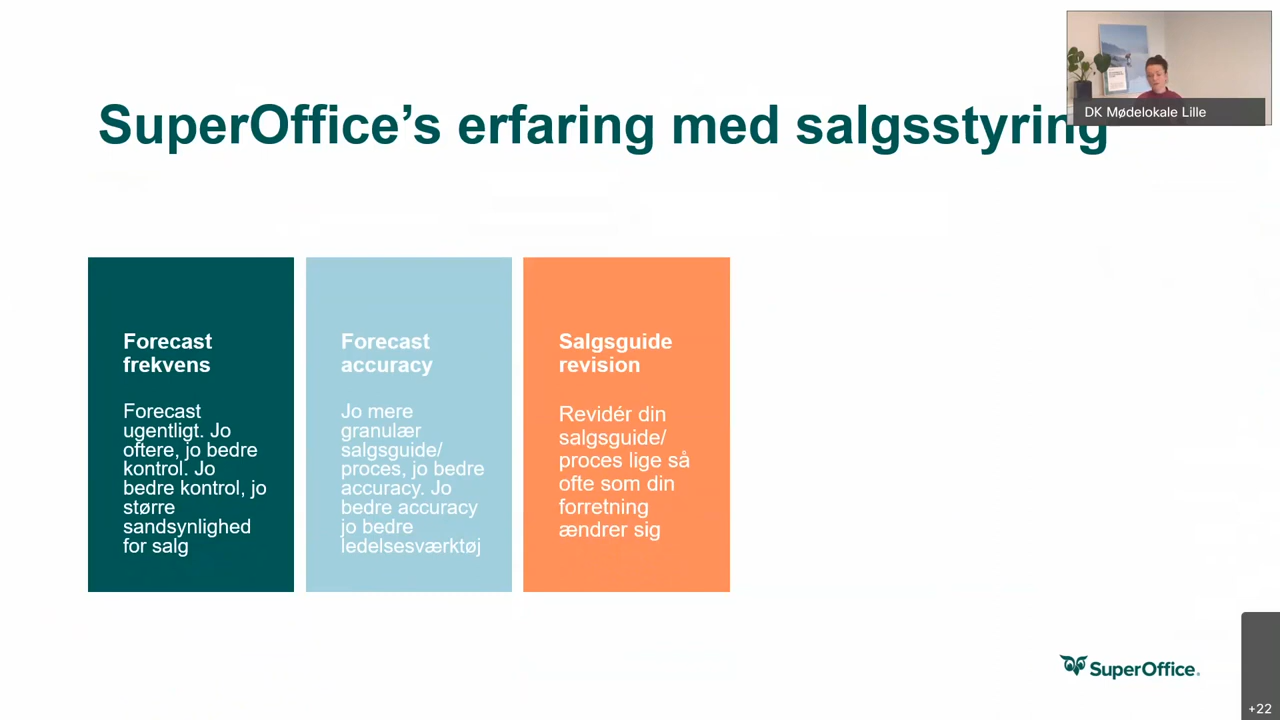 SuperOffice’s erfaring med salgsstyring
DK Mødelokale Lille
Forecast
frekvens
Forecast
ugentligt. Jo
oftere, jo bedre
kontrol. Jo
bedre kontrol, jo
større
sandsynlighed
for salg
Forecast
accuracy
Jo mere
granulær
salgsguide/
proces, jo bedre
accuracy. Jo
bedre accuracy
jo bedre
ledelsesværktøj
Salgsguide
revision
Revidér din
salgsguide/
proces lige så
ofte som din
forretning
ændrer sig
SuperOffice.
+22